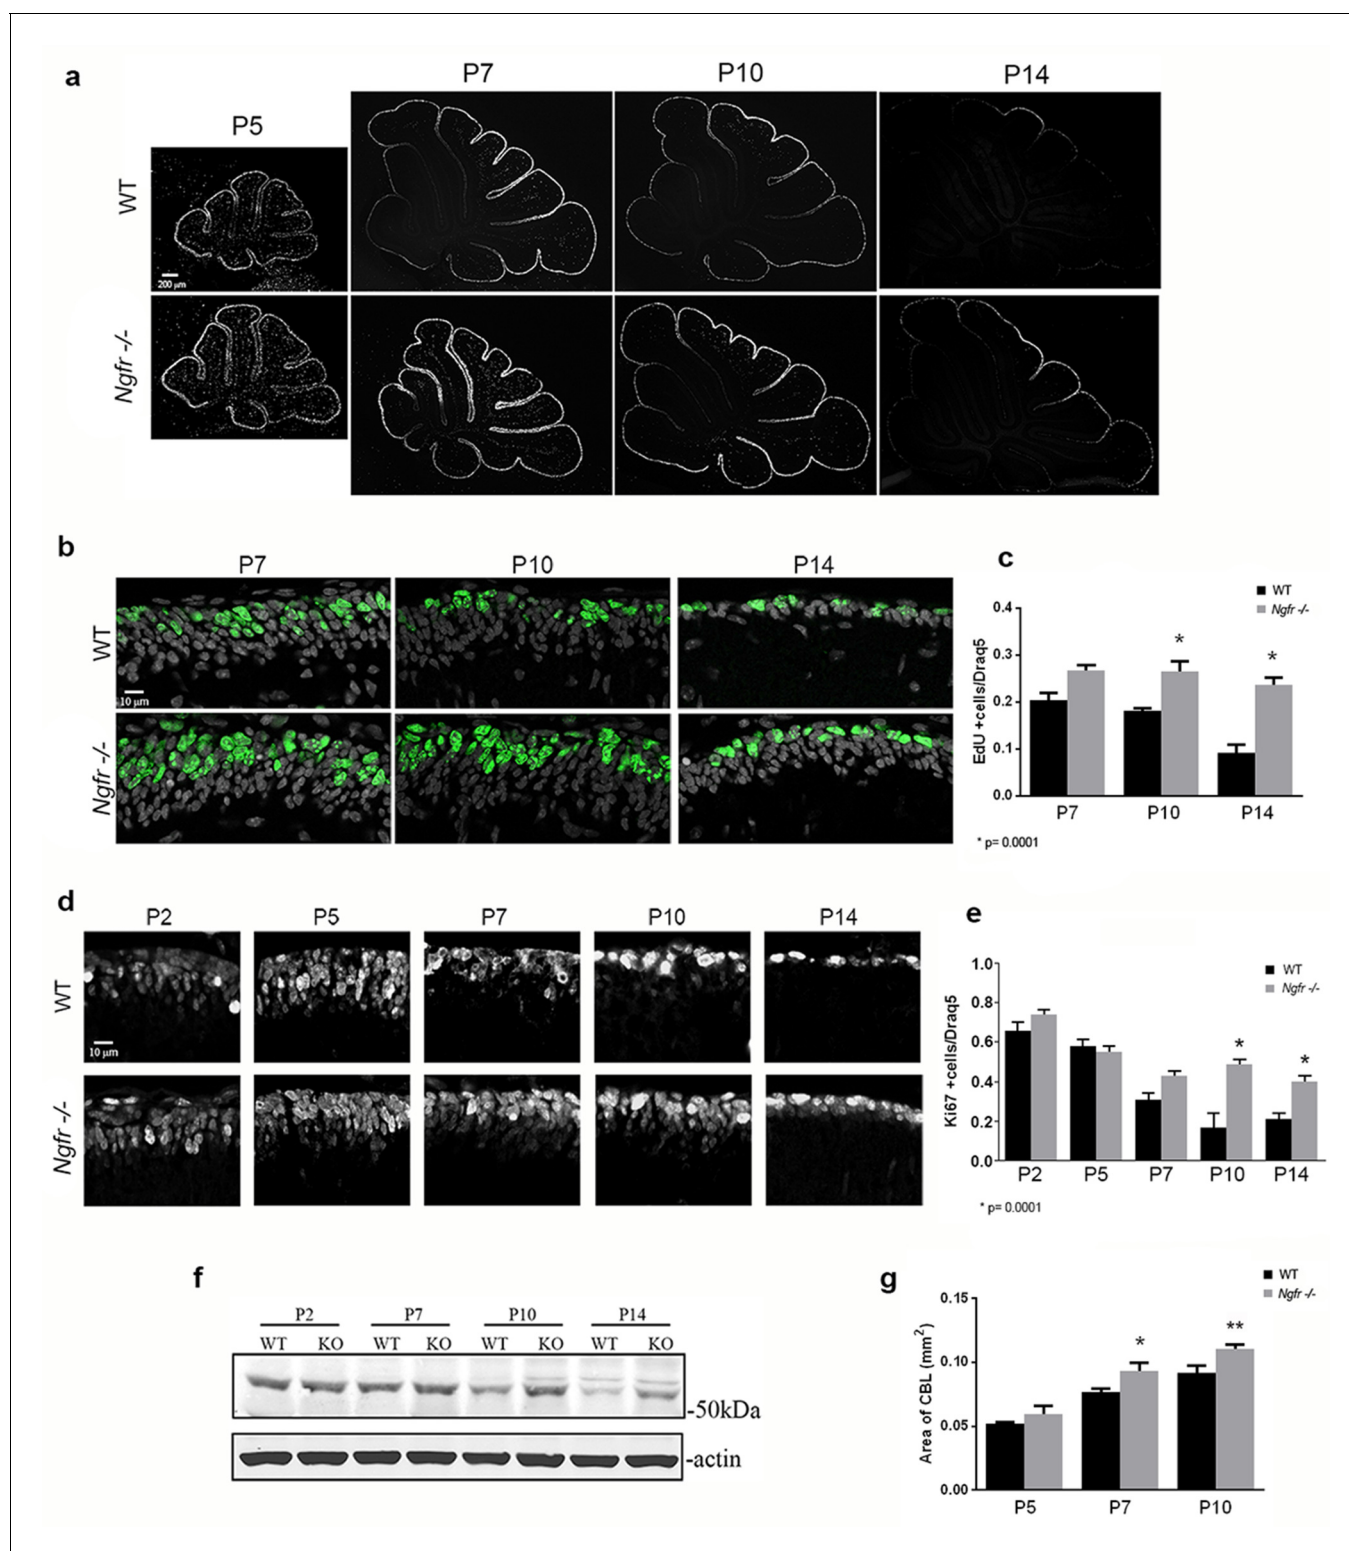 a
P5
P7
P10
P14
WT
200 µm
Ngfr -/-
b
P7
P10
P14
WT
10 µm
Ngfr -/-
c
WT
Ngfr -/-
EdU +cells/Draq5
0.4
0.3
0.2
0.1
0.0
*
*
P7
P10
P14
* p= 0.0001
d
P2
P5
P7
P10
P14
WT
10 µm
Ngfr -/-
e
WT
Ngfr -/-
Ki67 +cells/Draq5
1.0
0.8
0.6
0.4
0.2
0.0
*
*
P2
P5
P7
P10
P14
* p= 0.0001
f
P2 P7 P10 P14
WT KO WT KO WT KO WT KO
-50kDa
-actin
g
WT
Ngfr -/-
Area of CBL (mm2)
0.15
0.10
0.05
0.00
*
**
P5
P7
P10